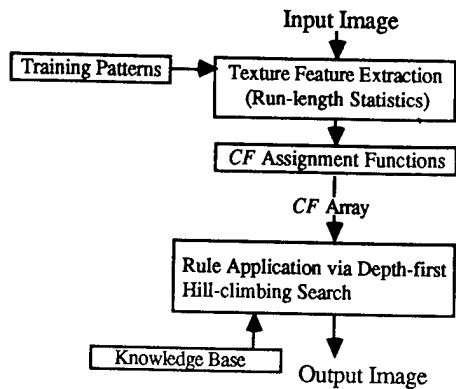 Input Image
Training Patterns
Texture Feature Extraction
(Run-length Statistics)
CF Assignment Functions
CF Array
Rule Application via Depth-first
Hill-climbing Search
Knowledge Base
Output Image